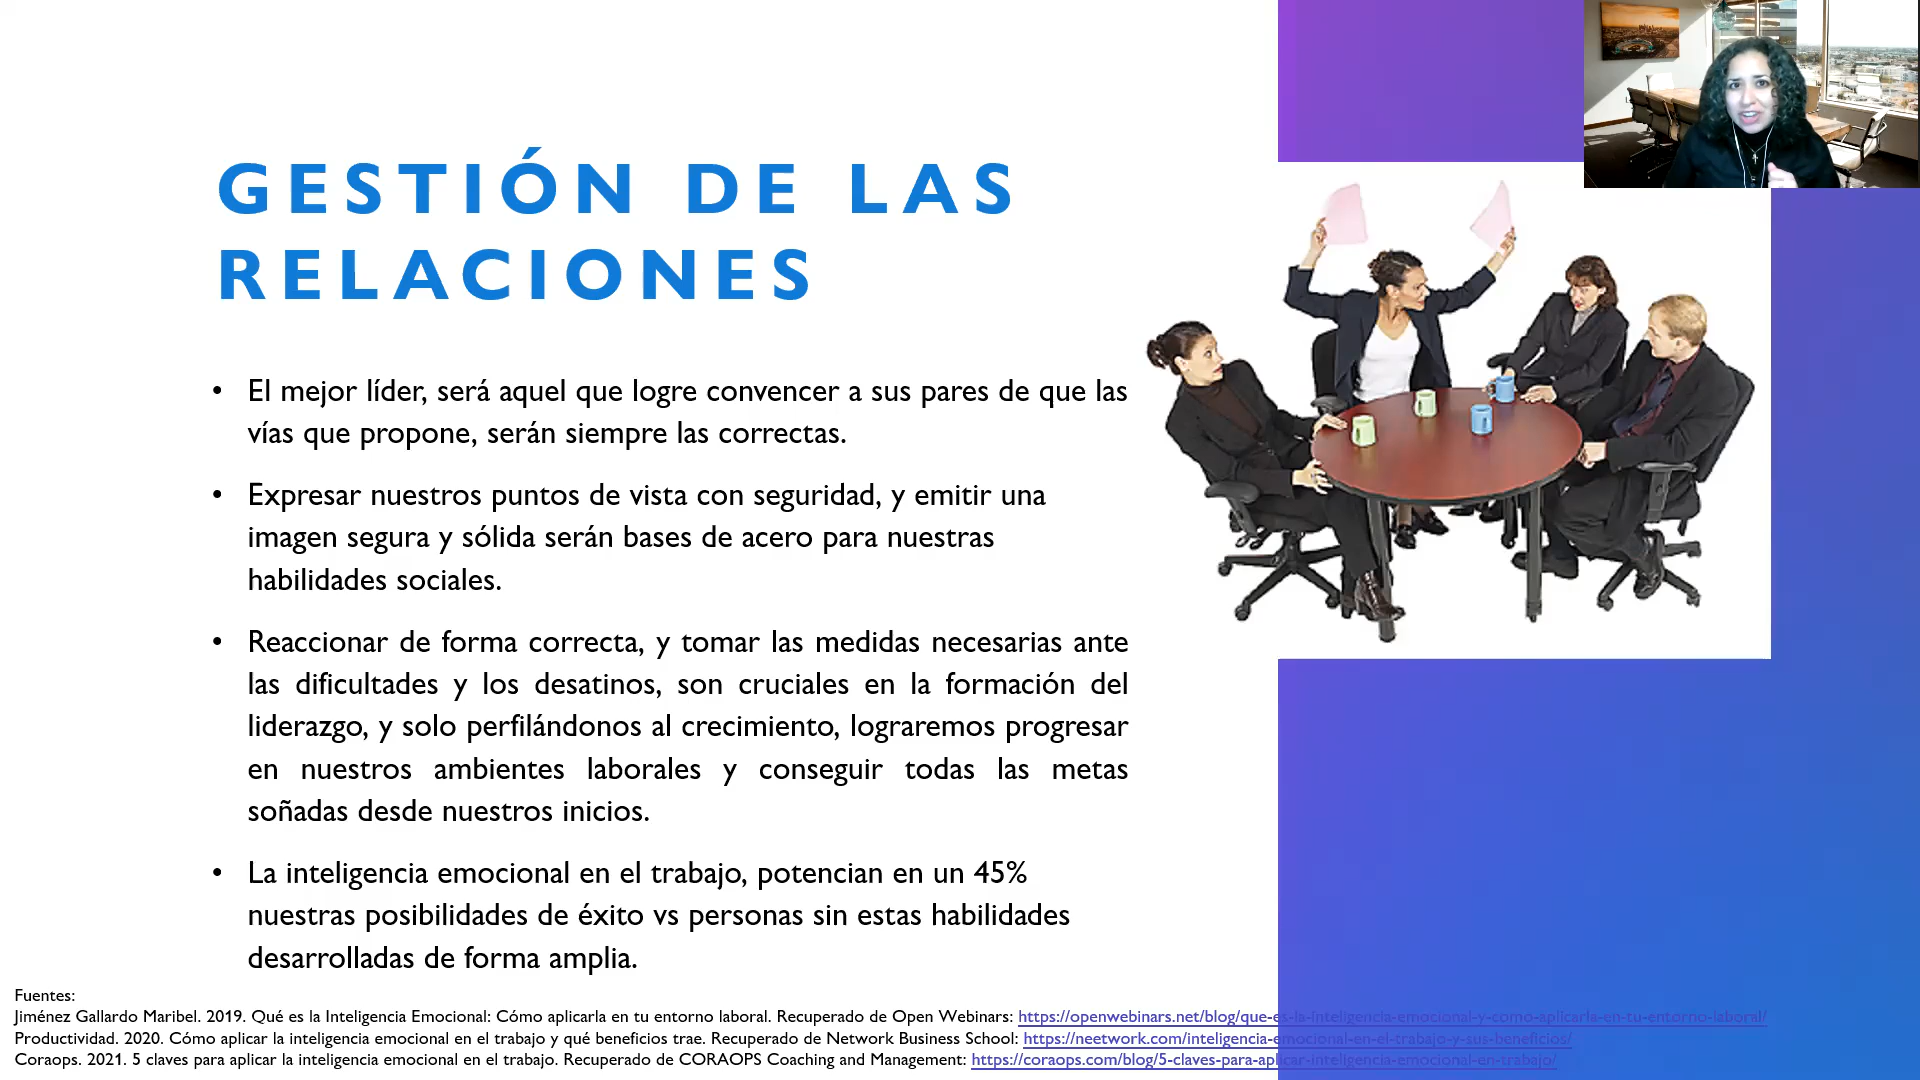 GESTIÓN DE LAS
RELACIONES
• El mejor líder, será aquel que logre convencer a sus pares de que las
vías que propone, serán siempre las correctas.
• Expresar nuestros puntos de vista con seguridad, y emitir una
imagen segura y sólida serán bases de acero para nuestras
habilidades sociales.
• Reaccionar de forma correcta, y tomar las medidas necesarias ante
las dificultades y los desatinos, son cruciales en la formación del
liderazgo, y solo perfilándonos al crecimiento, lograremos progresar
en nuestros ambientes laborales y conseguir todas las metas
soñadas desde nuestros inicios.
• La inteligencia emocional en el trabajo, potencian en un 45%
nuestras posibilidades de éxito vs personas sin estas habilidades
desarrolladas de forma amplia.
Fuentes:
Jiménez Gallardo Maribel. 2019. Qué es la Inteligencia Emocional: Cómo aplicarla en tu entorno laboral. Recuperado de Open Webinars: https://openwebinars.net/blog/que-es-la-inteligencia-emocional-y-como-aplicarla-en-tu-entorno-laboral/
Productividad. 2020. Cómo aplicar la inteligencia emocional en el trabajo y qué beneficios trae. Recuperado de Network Business School: https://neetwork.com/inteligencia-emocional-en-el-trabajo-y-sus-beneficios/
Coraops. 2021. 5 claves para aplicar la inteligencia emocional en el trabajo. Recuperado de CORAOPS Coaching and Management: https://coraops.com/blog/5-claves-para-aplicar-inteligencia-emocional-en-trabajo/